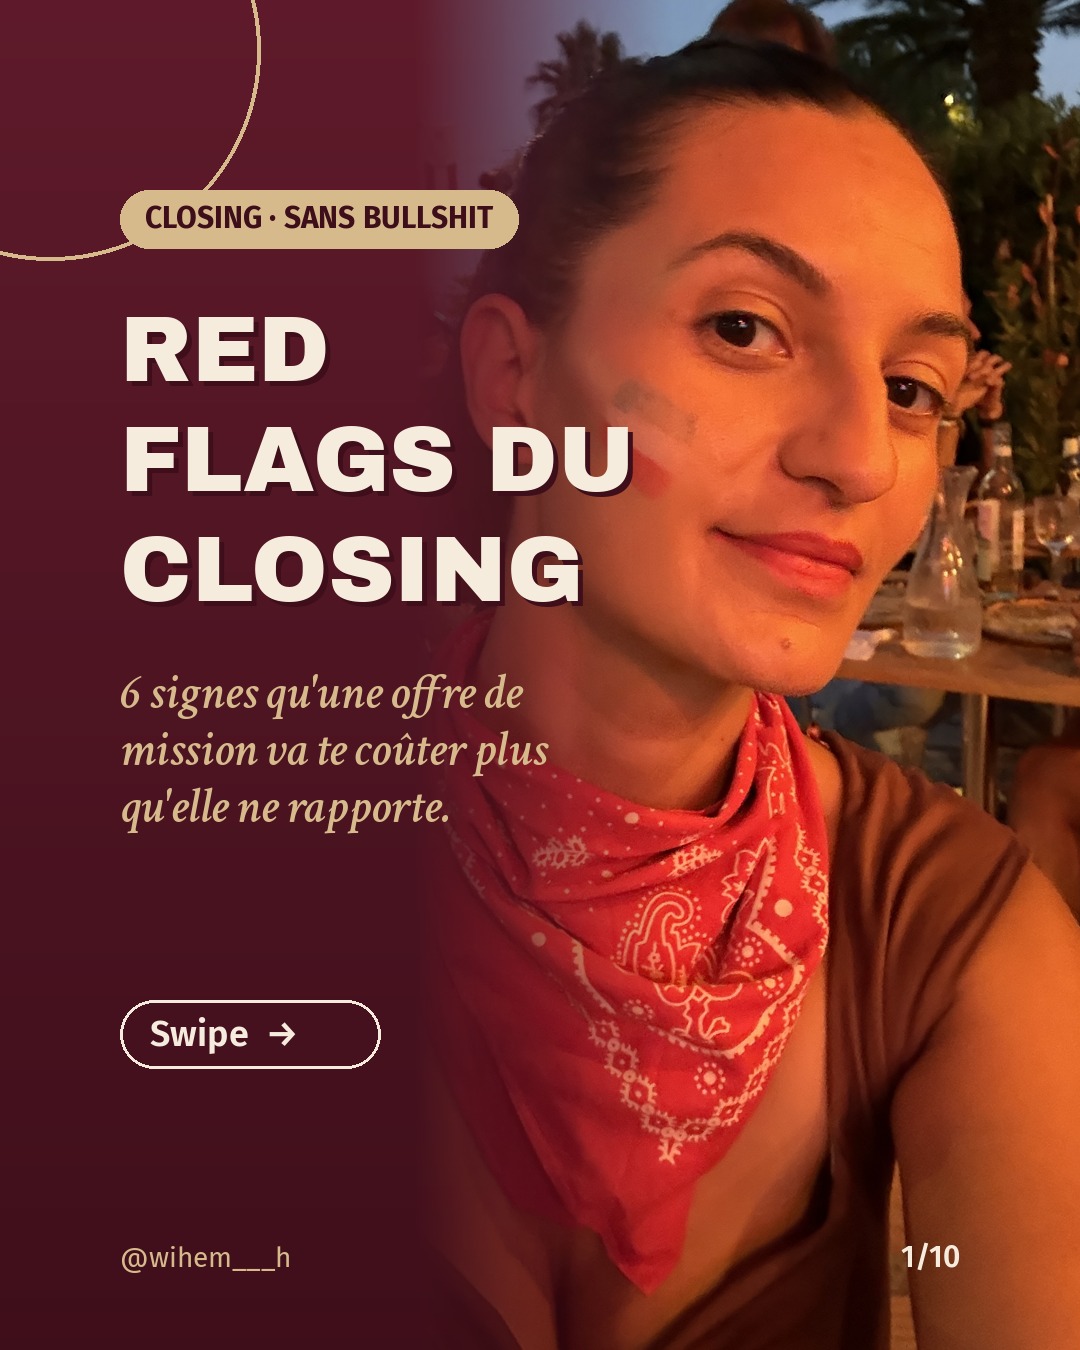 CLOSING · SANS BULLSHIT
RED
FLAGS DU
CLOSING
6 signes qu'une offre de
mission va te coûter plus
qu'elle ne rapporte.
Swipe →
@wihem___h
1/10